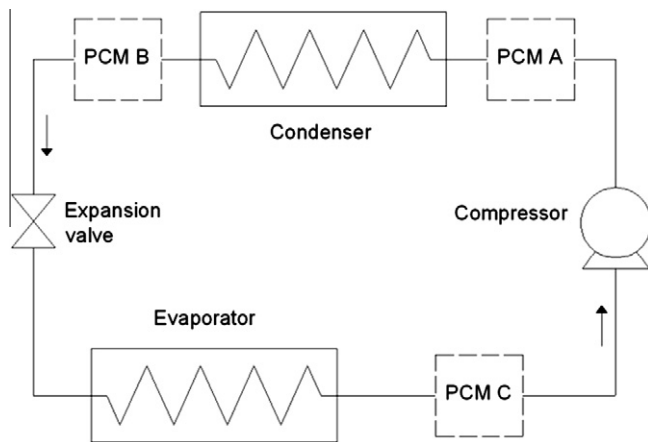 PCM B
PCM A
Condenser
Expansion
valve
Compressor
Evaporator
PCM C